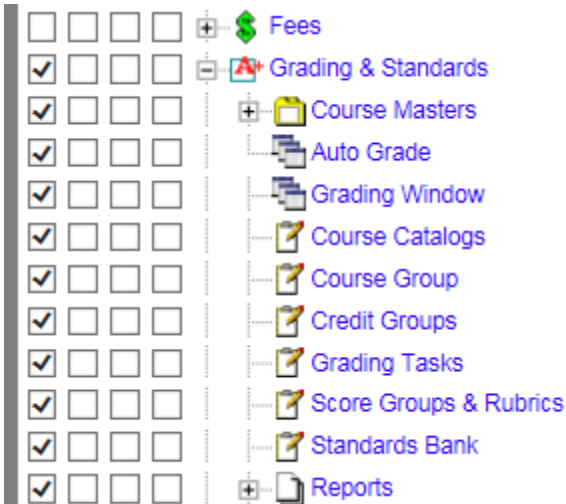 Fees
A+ Grading & Standards
Course Masters
Auto Grade
Grading Window
Course Catalogs
Course Group
Credit Groups
Grading Tasks
Score Groups & Rubrics
Standards Bank
Reports